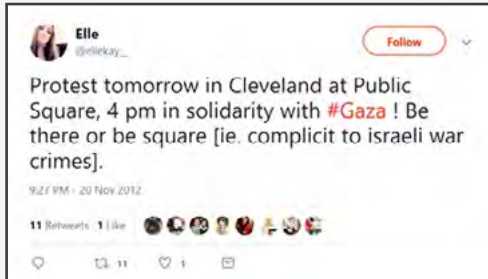 Elle
@ellekay_
Follow
Protest tomorrow in Cleveland at Public
Square, 4 pm in solidarity with #Gaza ! Be
there or be square [ie. complicit to israeli war
crimes].
9:27 PM - 20 Nov 2012
11 Retweets 1 Like
11 1